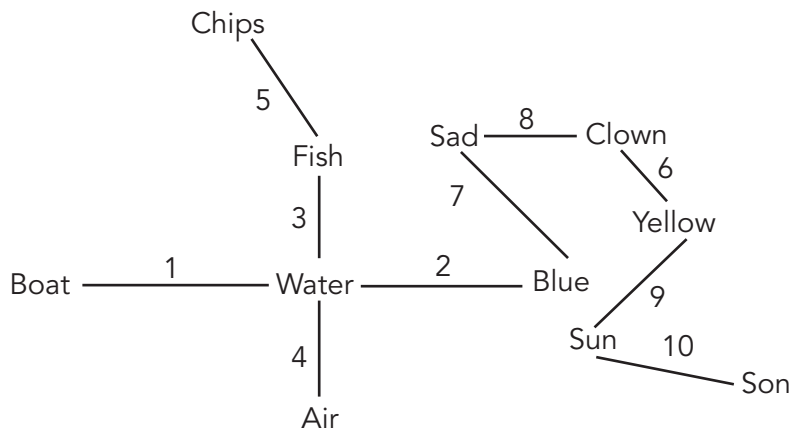 Chips
5
8
Sad
Clown
Fish
6
7
3
Yellow
1
2
Boat
Water
Blue
9
Sun
10
4
Son
Air